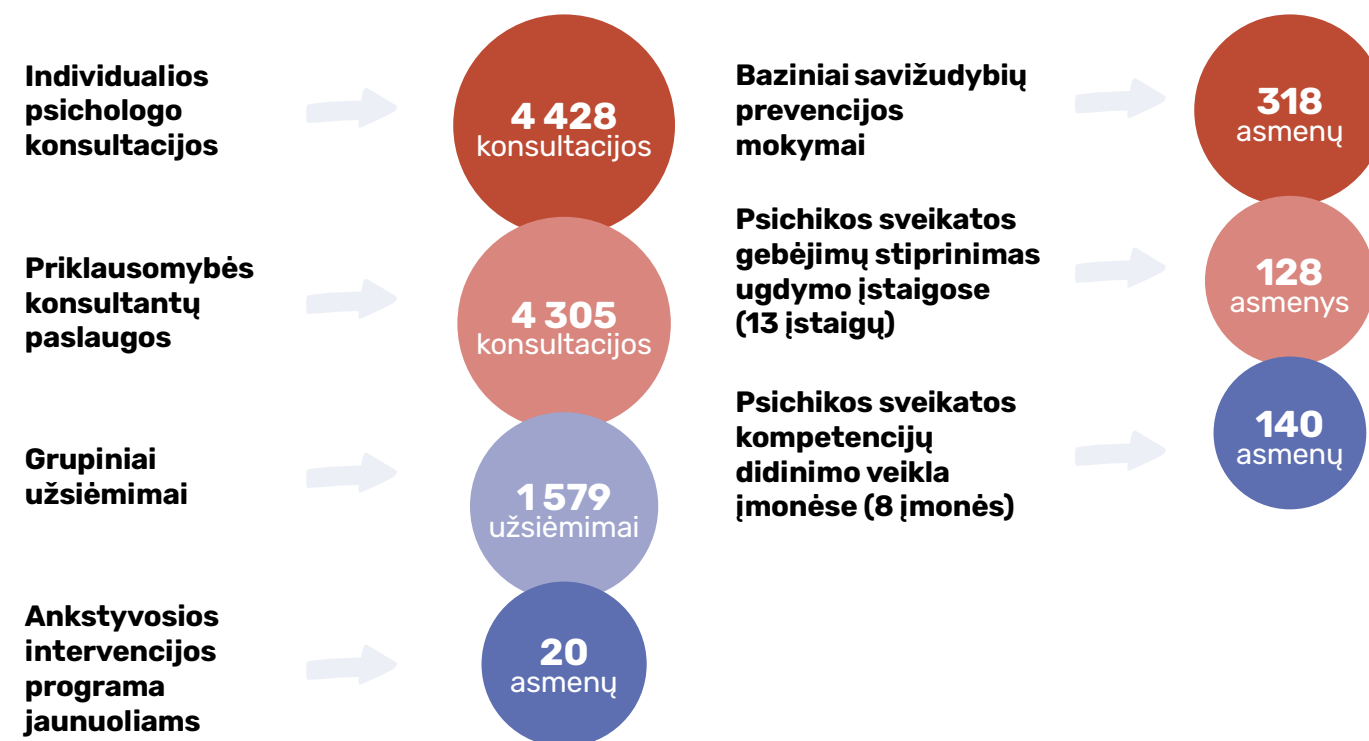 Individualios
psichologo
konsultacijos
4 428
konsultacijos
Priklausomybės
konsultantų
paslaugos
4 305
konsultacijos
Grupiniai
užsiėmimai
1 579
užsiėmimai
Ankstyvosios
intervencijos
programa
jaunuoliams
20
asmenų
Baziniai savižudybių
prevencijos
mokymai
318
asmenų
Psichikos sveikatos
gebėjimų stiprinimas
ugdymo įstaigose
(13 įstaigų)
128
asmenys
Psichikos sveikatos
kompetencijų
didinimo veikla
įmonėse (8 įmonės)
140
asmenų